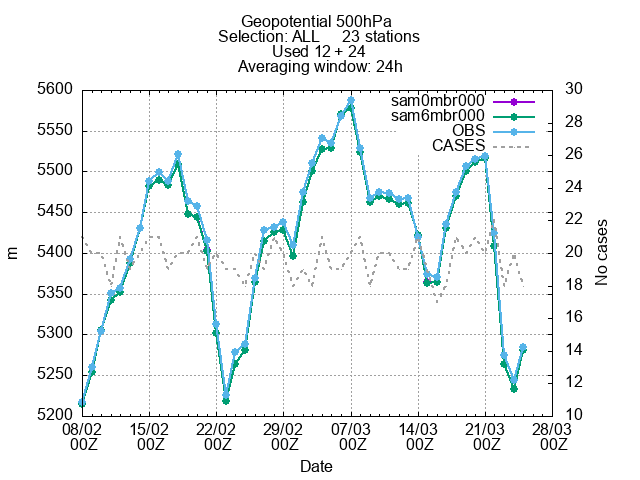 Geopotential 500hPa
Selection: ALL 23 stations
Used 12 + 24
Averaging window: 24h
5600 30
sam0mbr000
sam6mbr000
OBS
CASES
5550 28
5500 26
5450 24
5400 22
5350 20
5300 18
5250 16
5200 14
12
10
m
No cases
08/02 15/02 22/02 29/02 07/03 14/03 21/03 28/03
00Z 00Z 00Z 00Z 00Z 00Z 00Z 00Z
Date